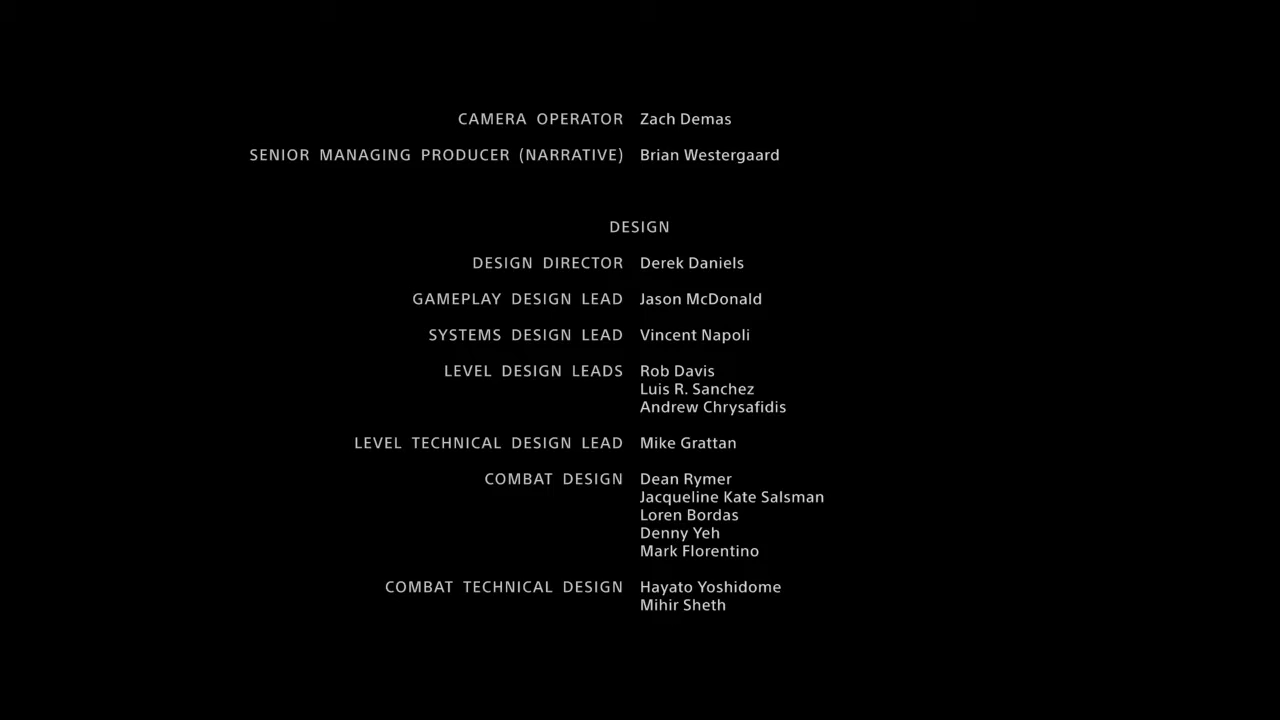 CAMERA OPERATOR Zach Demas
SENIOR MANAGING PRODUCER (NARRATIVE) Brian Westergaard
DESIGN
DESIGN DIRECTOR Derek Daniels
GAMEPLAY DESIGN LEAD Jason McDonald
SYSTEMS DESIGN LEAD Vincent Napoli
LEVEL DESIGN LEADS Rob Davis
Luis R. Sanchez
Andrew Chrysafidis
LEVEL TECHNICAL DESIGN LEAD Mike Grattan
COMBAT DESIGN Dean Rymer
Jacqueline Kate Salsman
Loren Bordas
Denny Yeh
Mark Florentino
COMBAT TECHNICAL DESIGN Hayato Yoshidome
Mihir Sheth